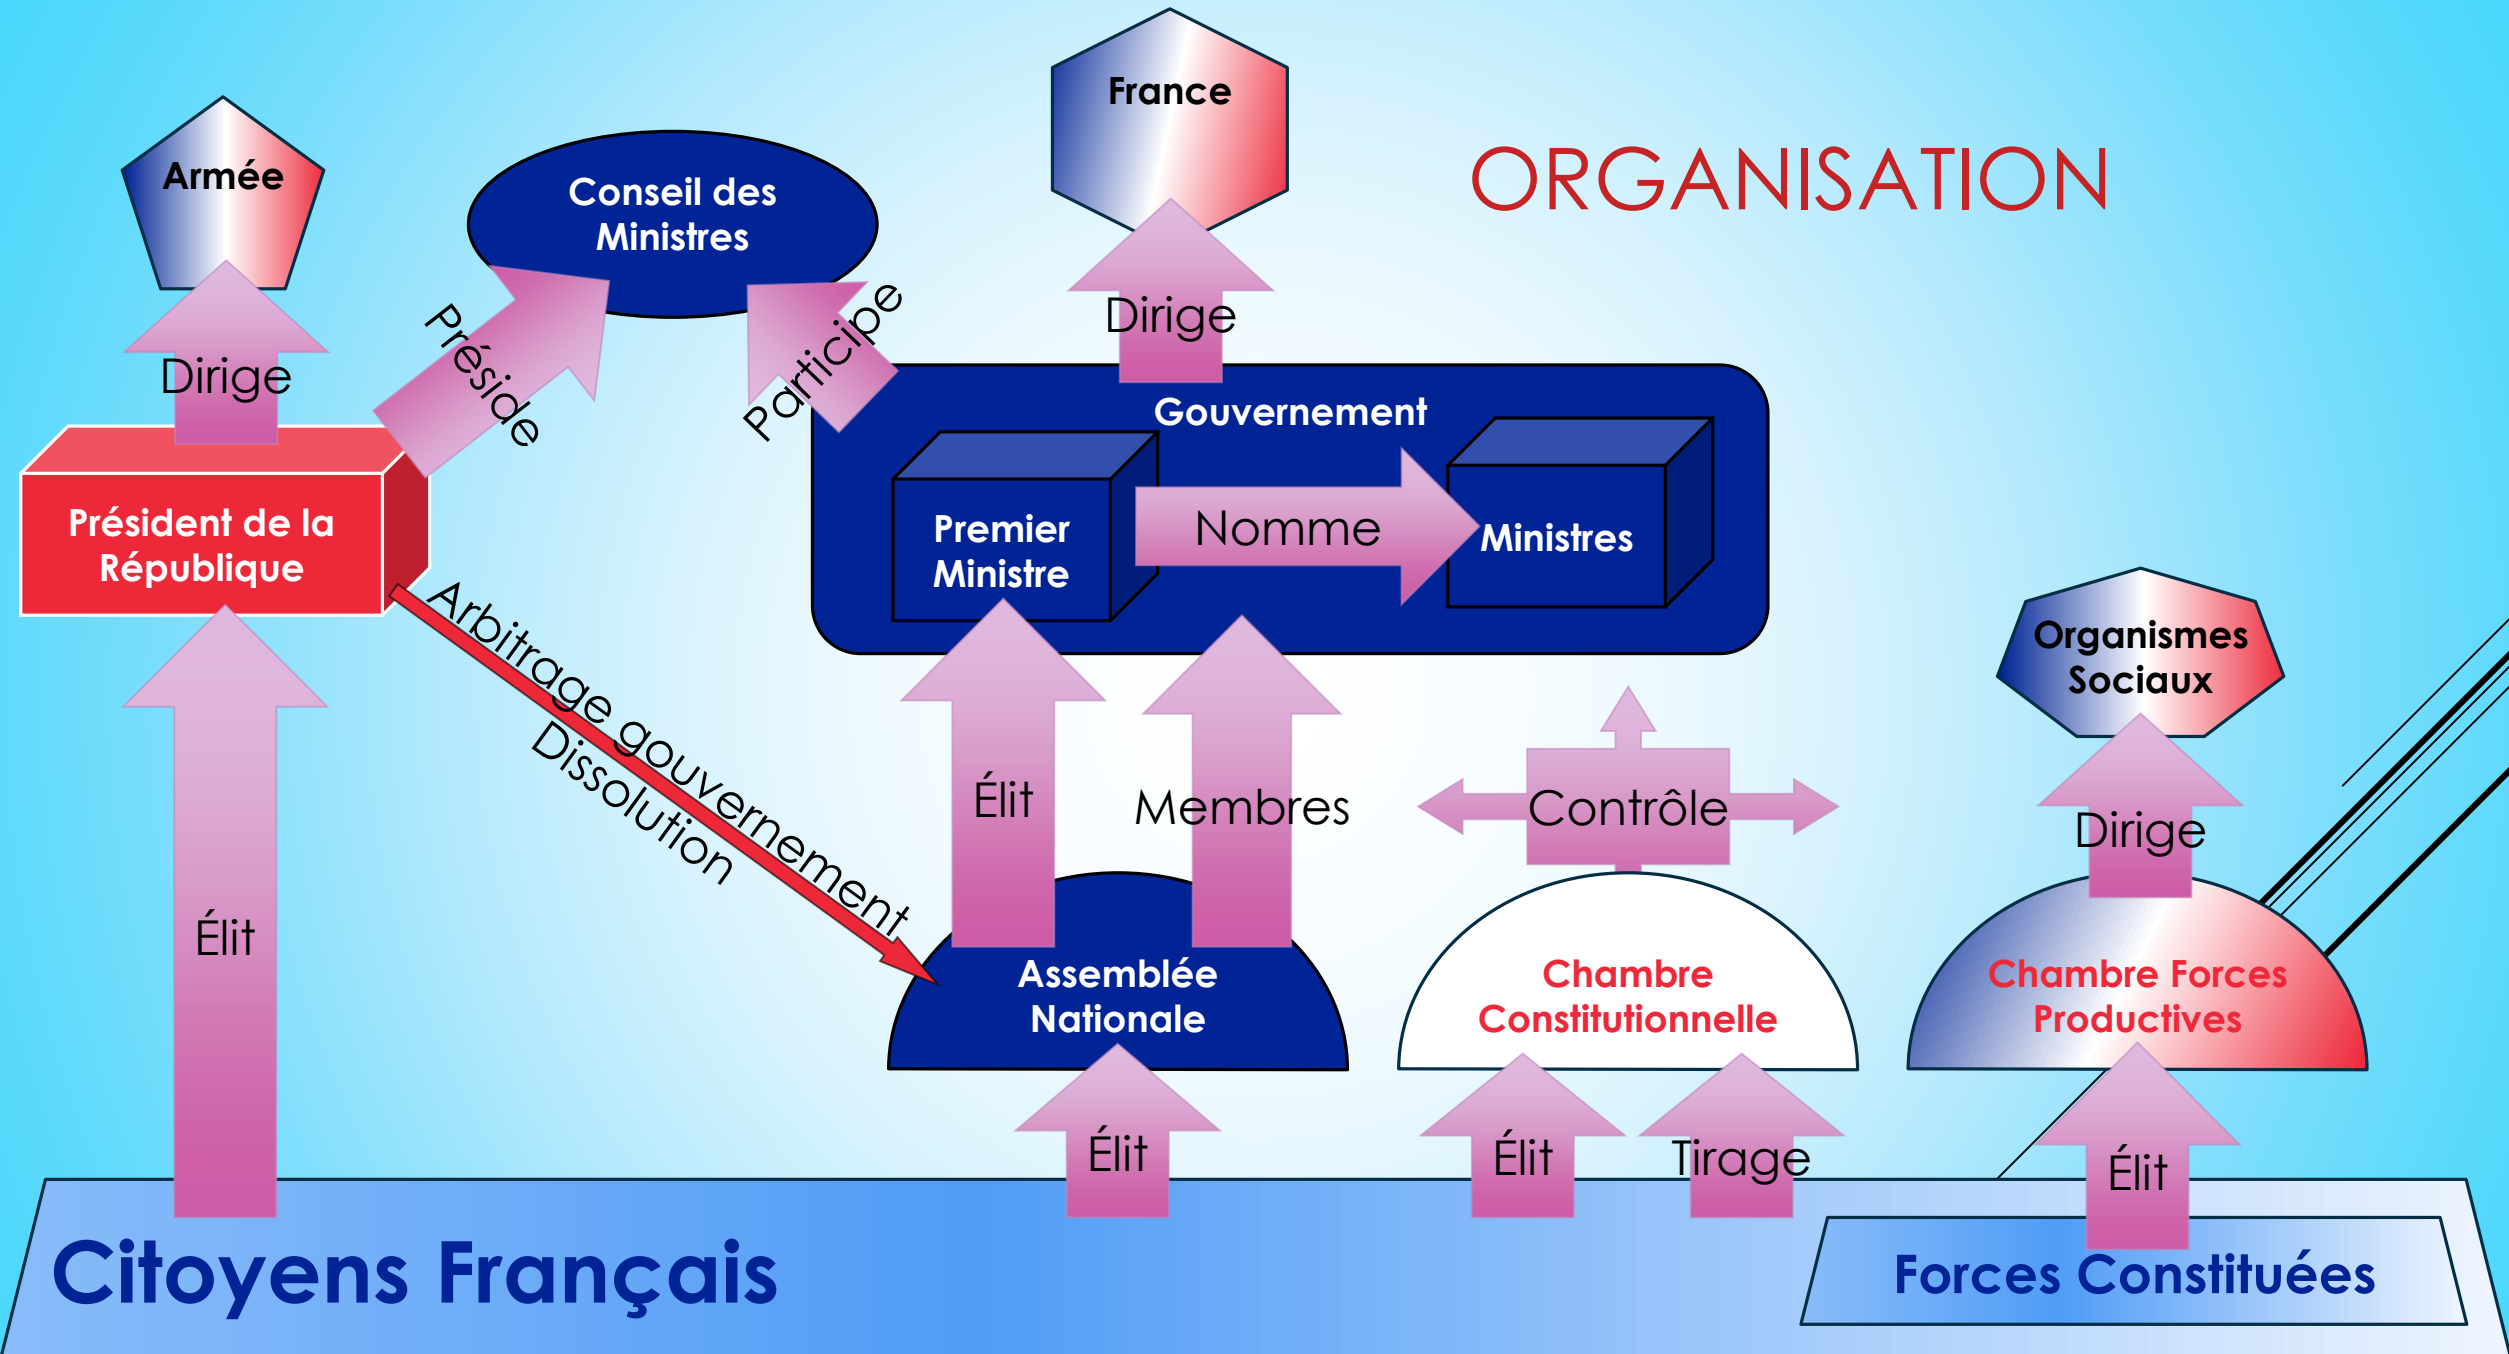 France
ORGANISATION
Armée
Conseil des
Ministres
Dirige
Dirige
Préside
Participe
Gouvernement
Président de la
République
Premier
Ministre
Nomme
Ministres
Arbitrage gouvernement
Dissolution
Organismes
Sociaux
Élit
Élit
Membres
Contrôle
Dirige
Assemblée
Nationale
Chambre
Constitutionnelle
Chambre Forces
Productives
Élit
Élit
Tirage
Élit
Citoyens Français
Forces Constituées